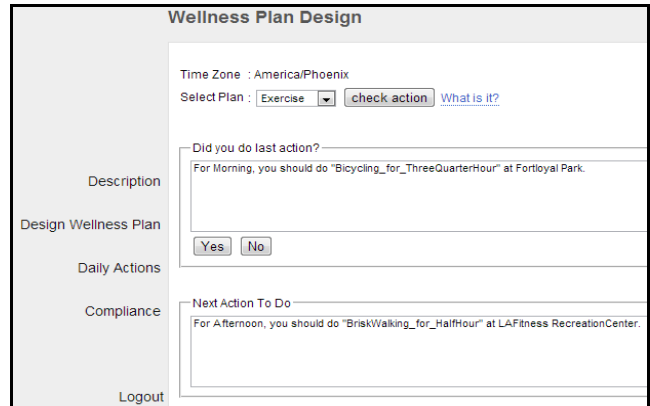 Wellness Plan Design
Time Zone : America/Phoenix
Select Plan : Exercise check action What is it?
Did you do last action?
For Morning, you should do "Bicycling_for_ThreeQuarterHour" at Fortloyal Park.
Description
Design Wellness Plan
Yes No
Daily Actions
Compliance
Next Action To Do
For Afternoon, you should do "BriskWalking_for_HalfHour" at LAFitness RecreationCenter.
Logout